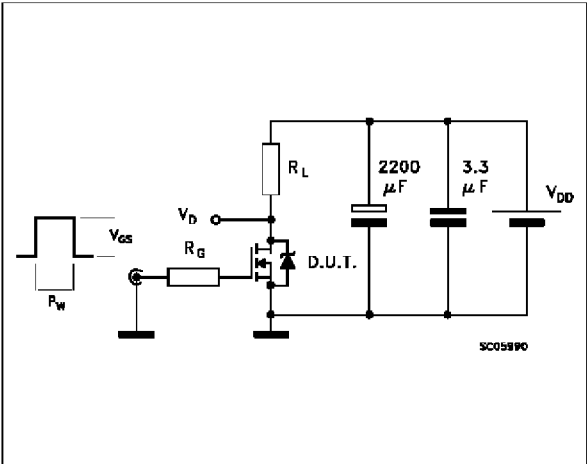 2200
μF
3.3
μF
R_L
V_DD
V_D
V_GS
R_G
D.U.T.
P_W
SC05990